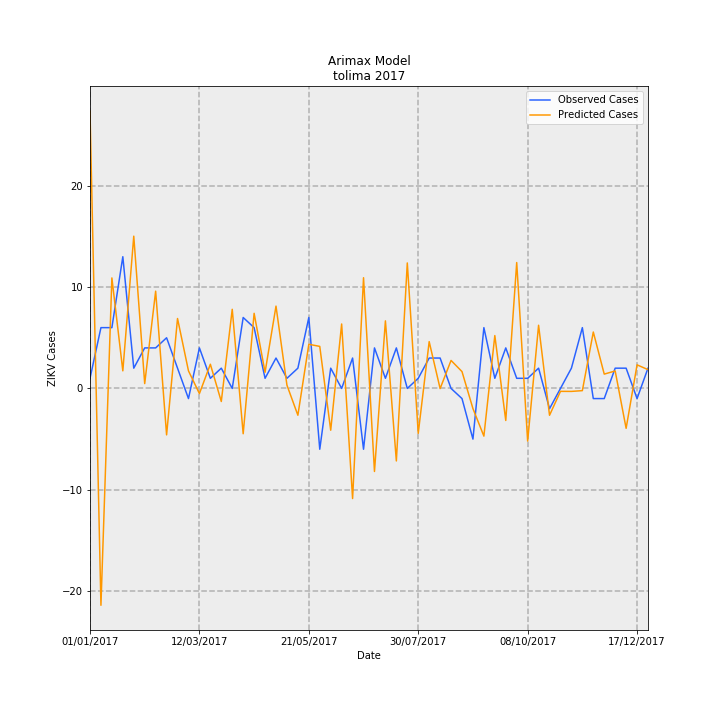 Arimax Model
tolima 2017
Observed Cases
Predicted Cases
ZIKV Cases
20
10
0
−10
−20
01/01/2017
12/03/2017
21/05/2017
30/07/2017
08/10/2017
17/12/2017
Date